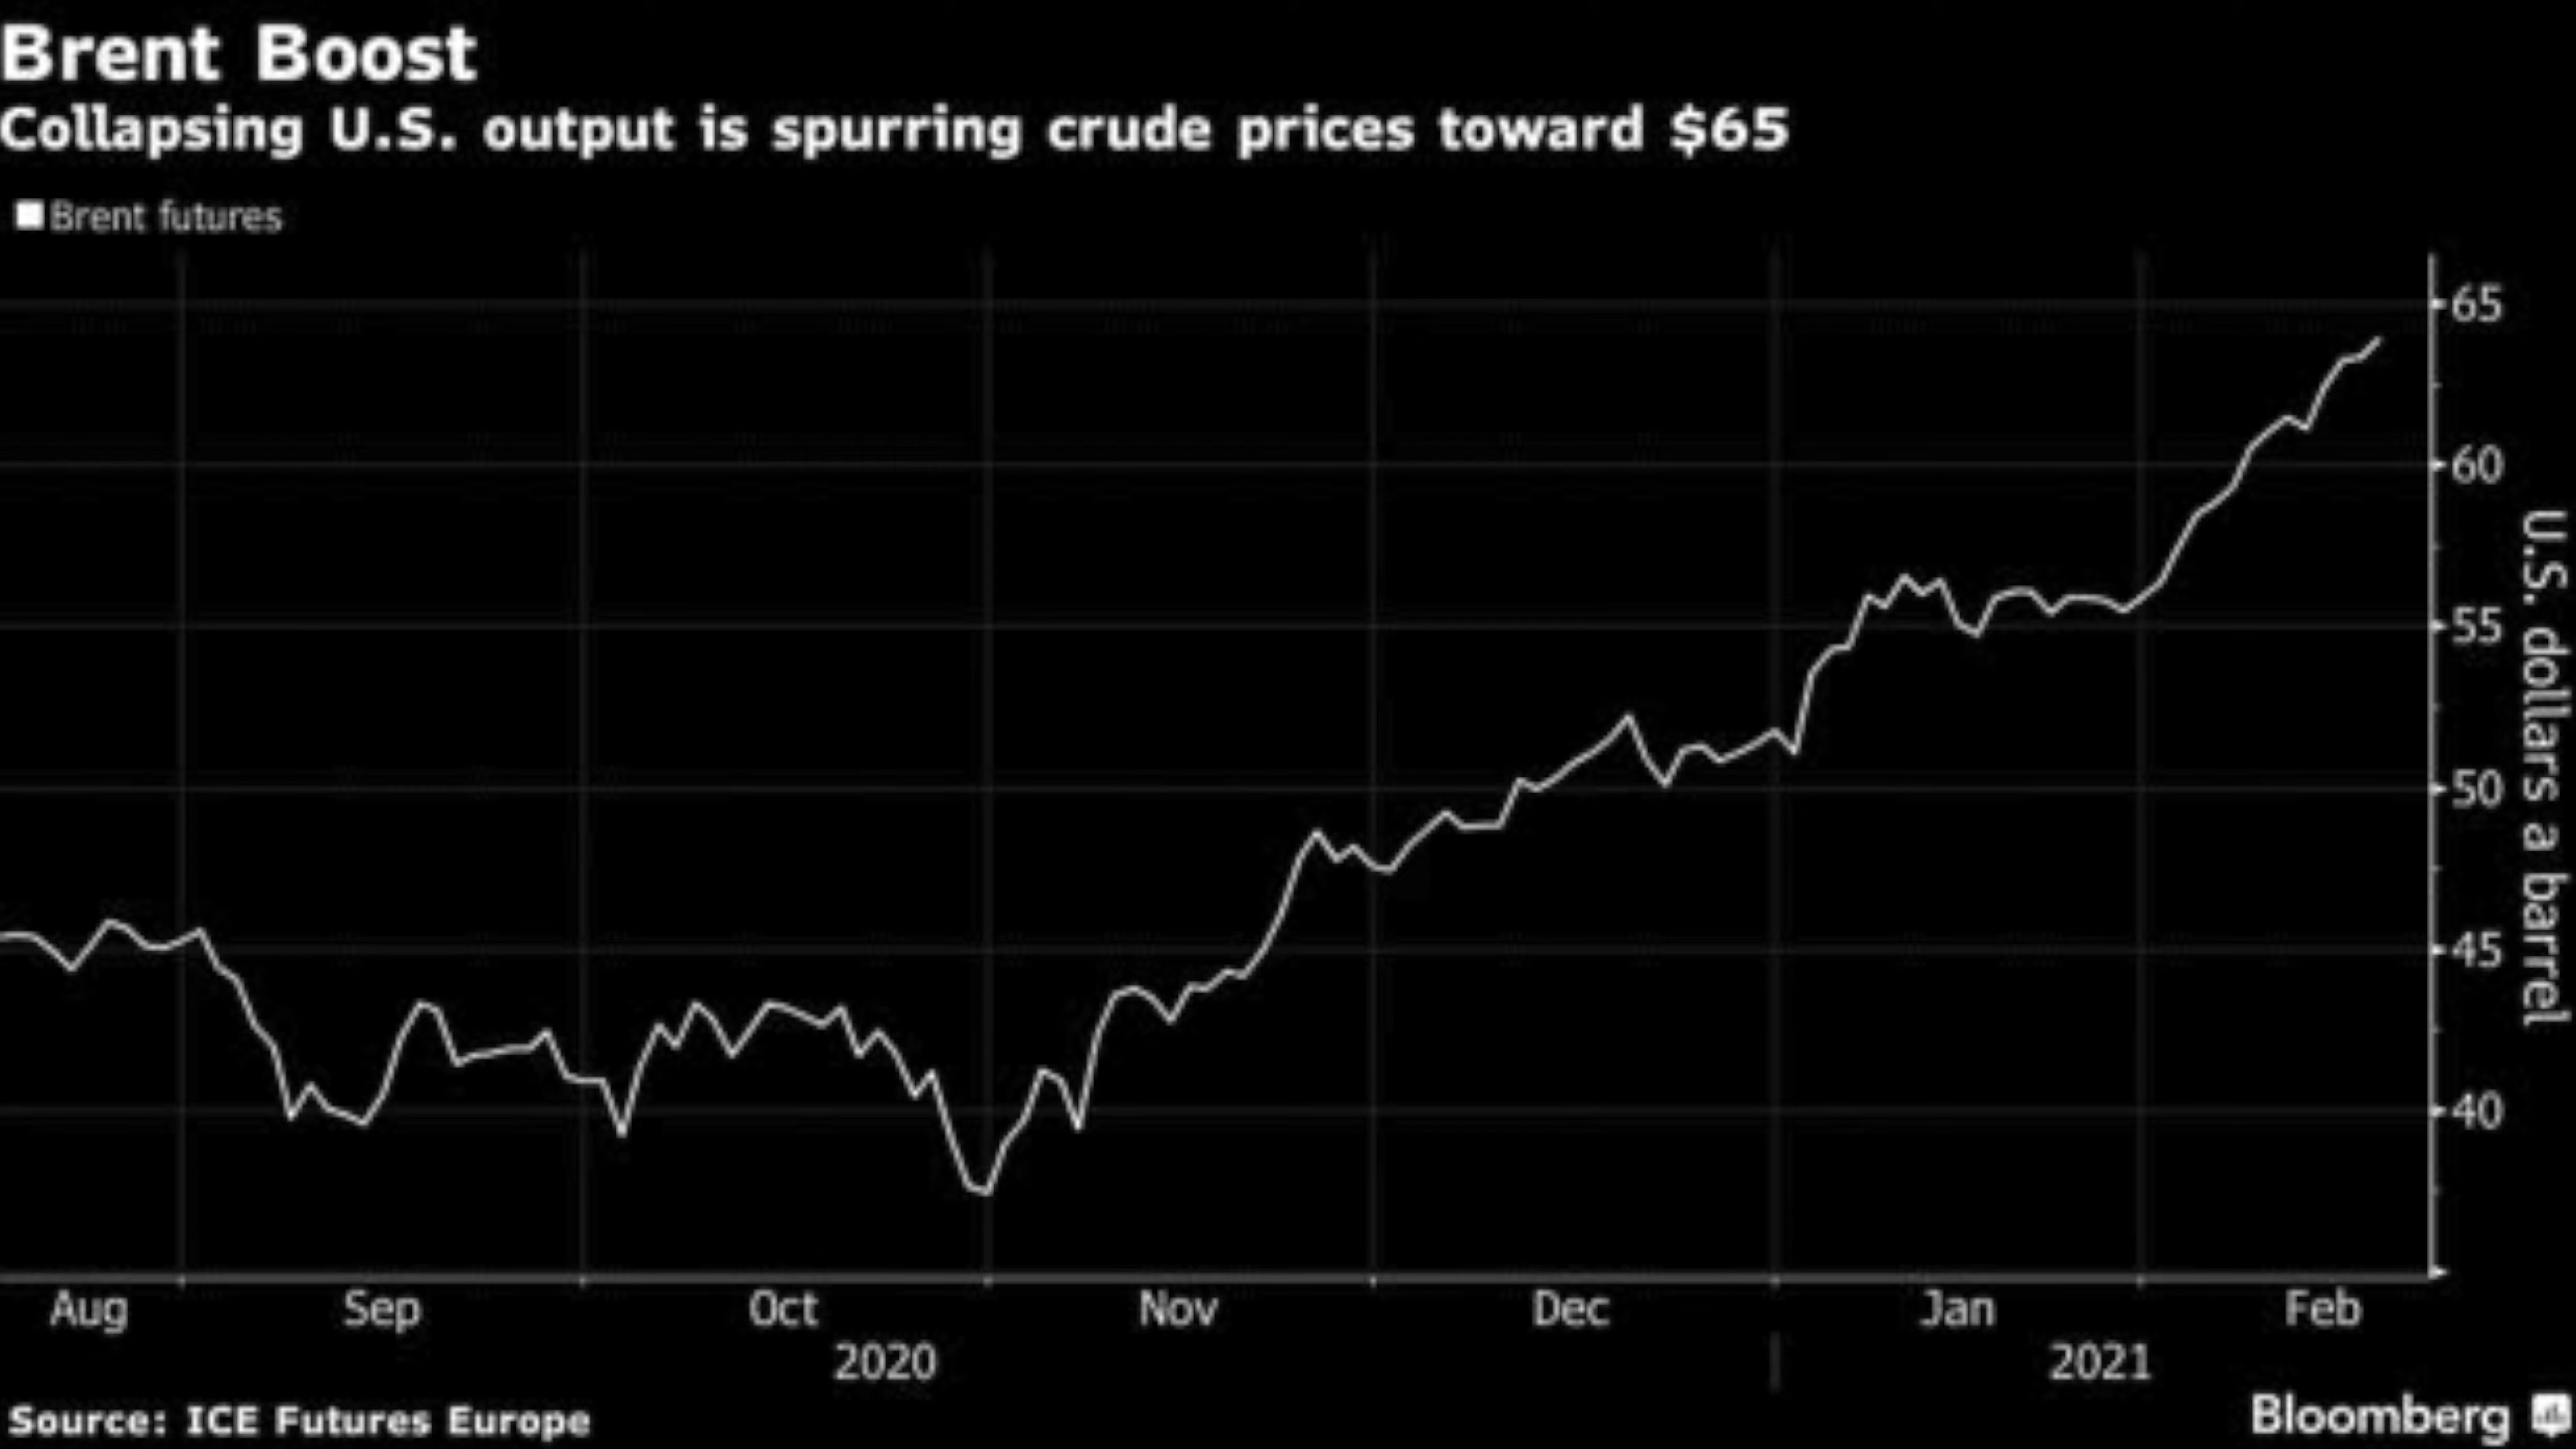 Brent Boost
Collapsing U.S. output is spurring crude prices toward $65
Brent futures
65
60
55
50
45
40
U.S. dollars a barrel
Aug Sep Oct Nov Dec Jan Feb
2020 2021
Source: ICE Futures Europe
Bloomberg